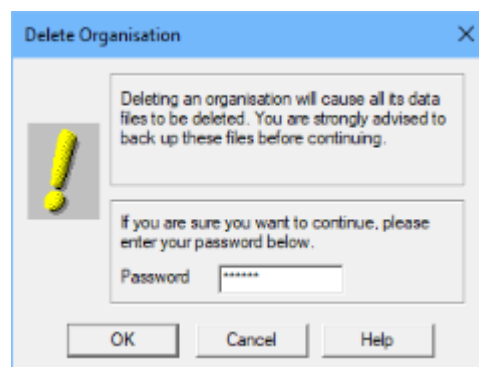 Delete Organisation
Deleting an organisation will cause all its data
files to be deleted. You are strongly advised to
back up these files before continuing.
If you are sure you want to continue, please
enter your password below.
Password ******
OK Cancel Help